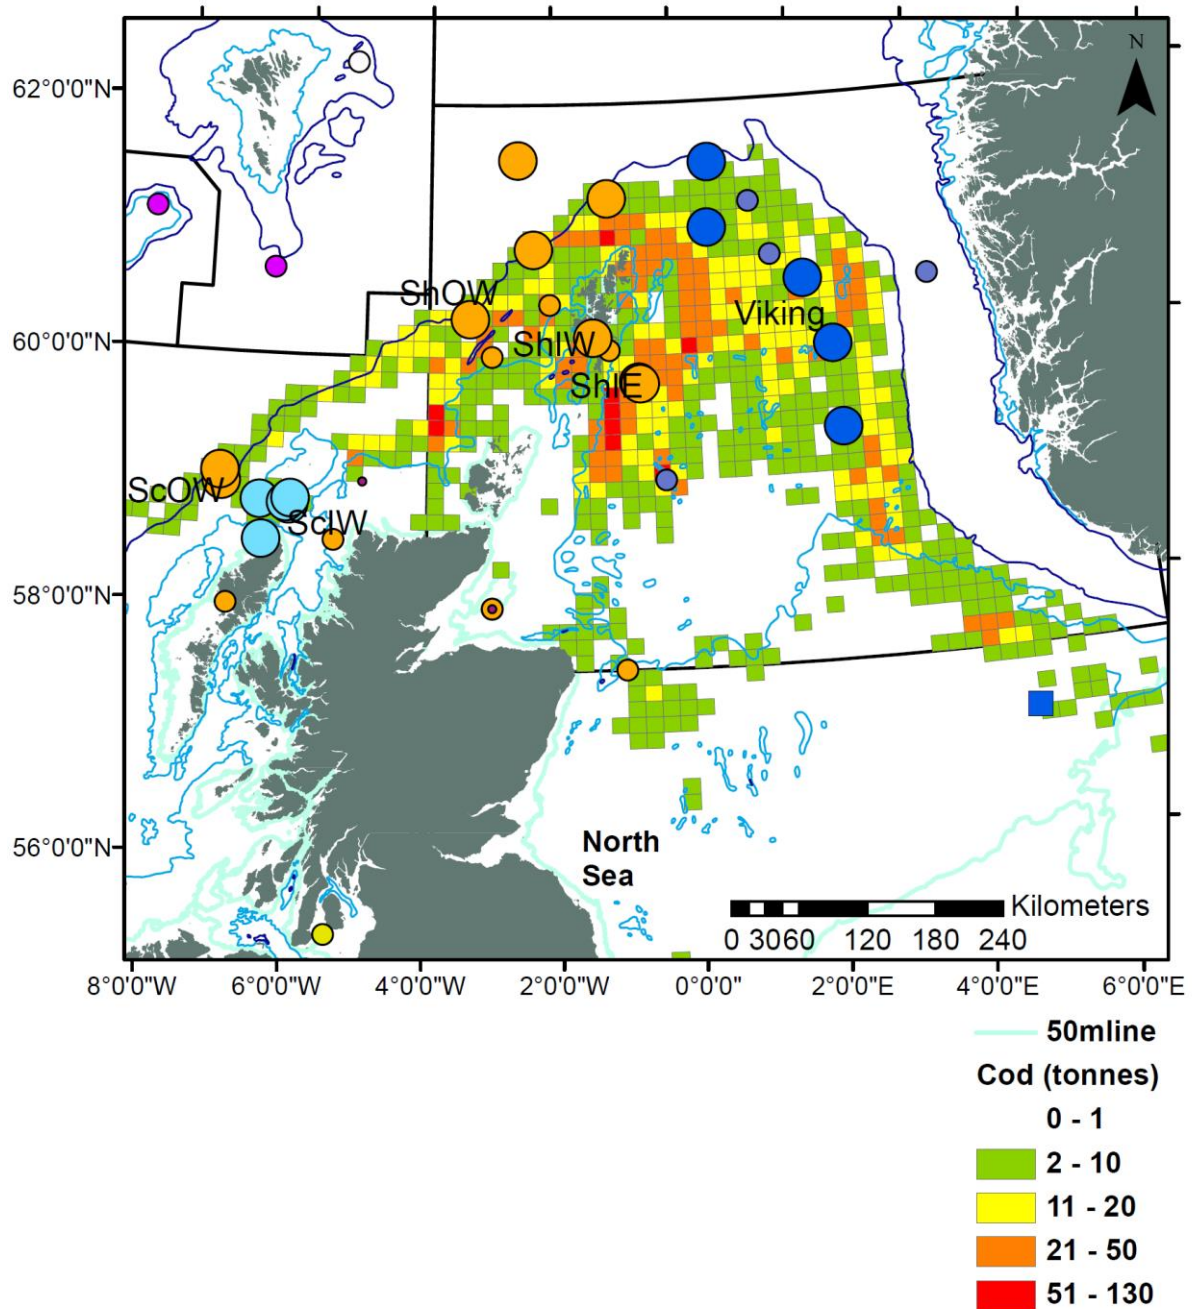 N
62°0'0"N
ShOW
60°0'0"N
ShIW
Viking
ShIE
ScOW
ScIW
58°0'0"N
56°0'0"N
North
Sea
Kilometers
0 30 60 120 180 240
8°0'0"W 6°0'0"W 4°0'0"W 2°0'0"W 0°0'0" 2°0'0"E 4°0'0"E 6°0'0"E
50mline
Cod (tonnes)
0 - 1
2 - 10
11 - 20
21 - 50
51 - 130